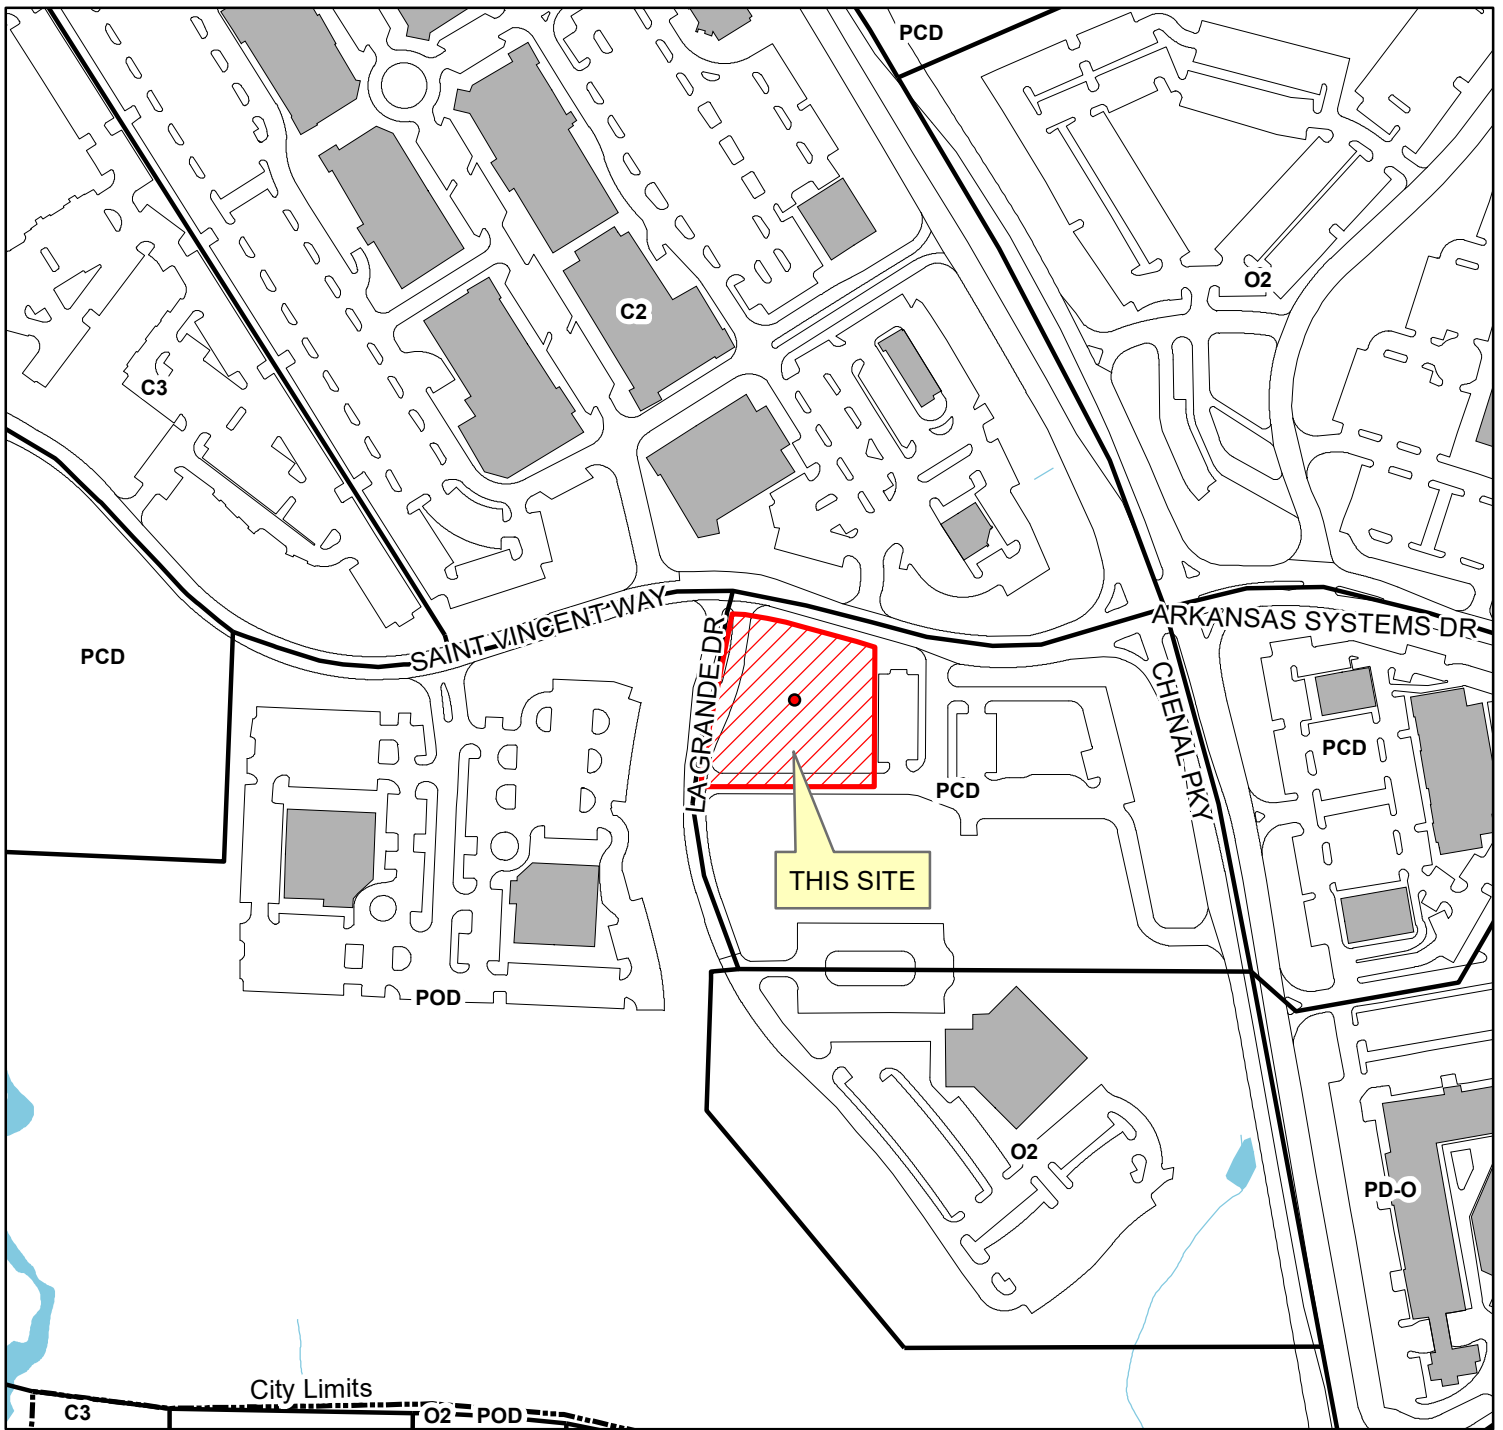 PCD
O2
C2
C3
SAINT VINCENT WAY
ARKANSAS SYSTEMS DR
PCD
LA GRANDE DR
CHENAL PKY
PCD
PCD
THIS SITE
POD
O2
PD-O
City Limits
C3
O2
POD